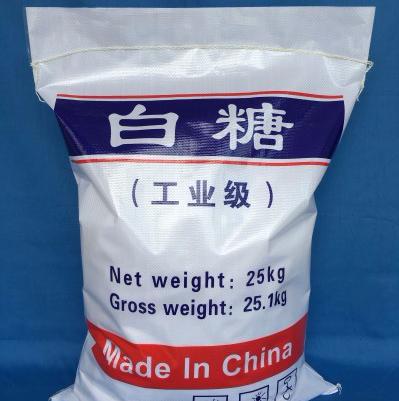 白糖
(工业级)
Net weight: 25kg
Gross weight: 25.1kg
Made In China